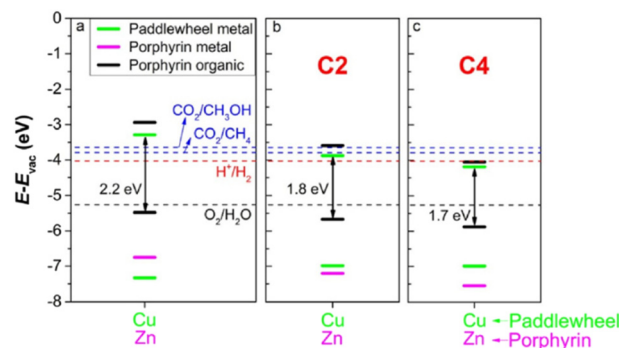 a
b
c
Paddlewheel metal
Porphyrin metal
Porphyrin organic
C2
C4
CO₂/CH₃OH
CO₂/CH₄
H⁺/H₂
O₂/H₂O
2.2 eV
1.8 eV
1.7 eV
E-Evac (eV)
0
-1
-2
-3
-4
-5
-6
-7
-8
Cu
Zn
Cu
Zn
Cu
Zn
Paddlewheel
Porphyrin